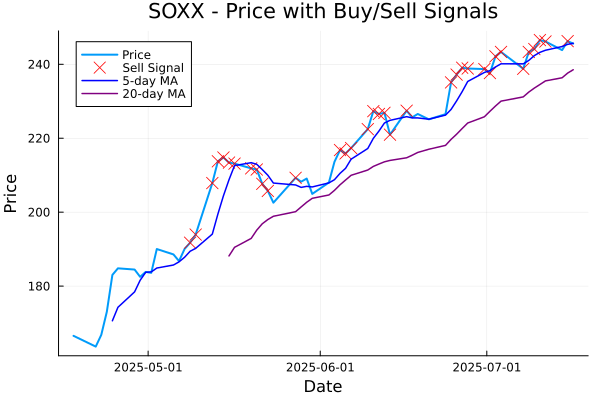 SOXX - Price with Buy/Sell Signals
Price
Sell Signal
5-day MA
20-day MA
240
220
200
180
Price
2025-05-01
2025-06-01
2025-07-01
Date